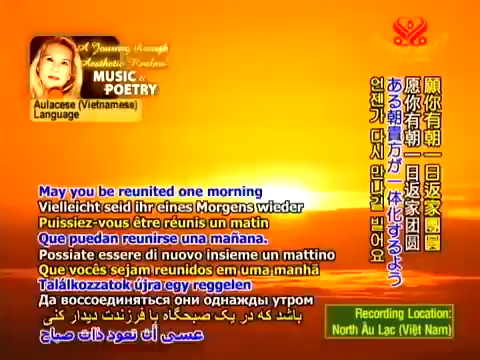 A Journey through
Aesthetic Realms
MUSIC &
POETRY
Aulacese (Vietnamese)
Language
願你有朝一日返家團圓
愿你有朝一日返家团圆
ある朝貴方が一体化するよう
언젠가 다시 만나길 빌어요
May you be reunited one morning
Vielleicht seid ihr eines Morgens wieder
Puissiez-vous être réunis un matin
Que puedan reunirse una mañana.
Possiate essere di nuovo insieme un mattino
Que vocês sejam reunidos em uma manhã
Találkozzatok újra egy reggelen
Да воссоединяться они однажды утром
باشد که در یک صبحگاه با فرزندت دیدار کنی
عسى أن تعود ذات صباح
Recording Location:
North Âu Lạc (Việt Nam)